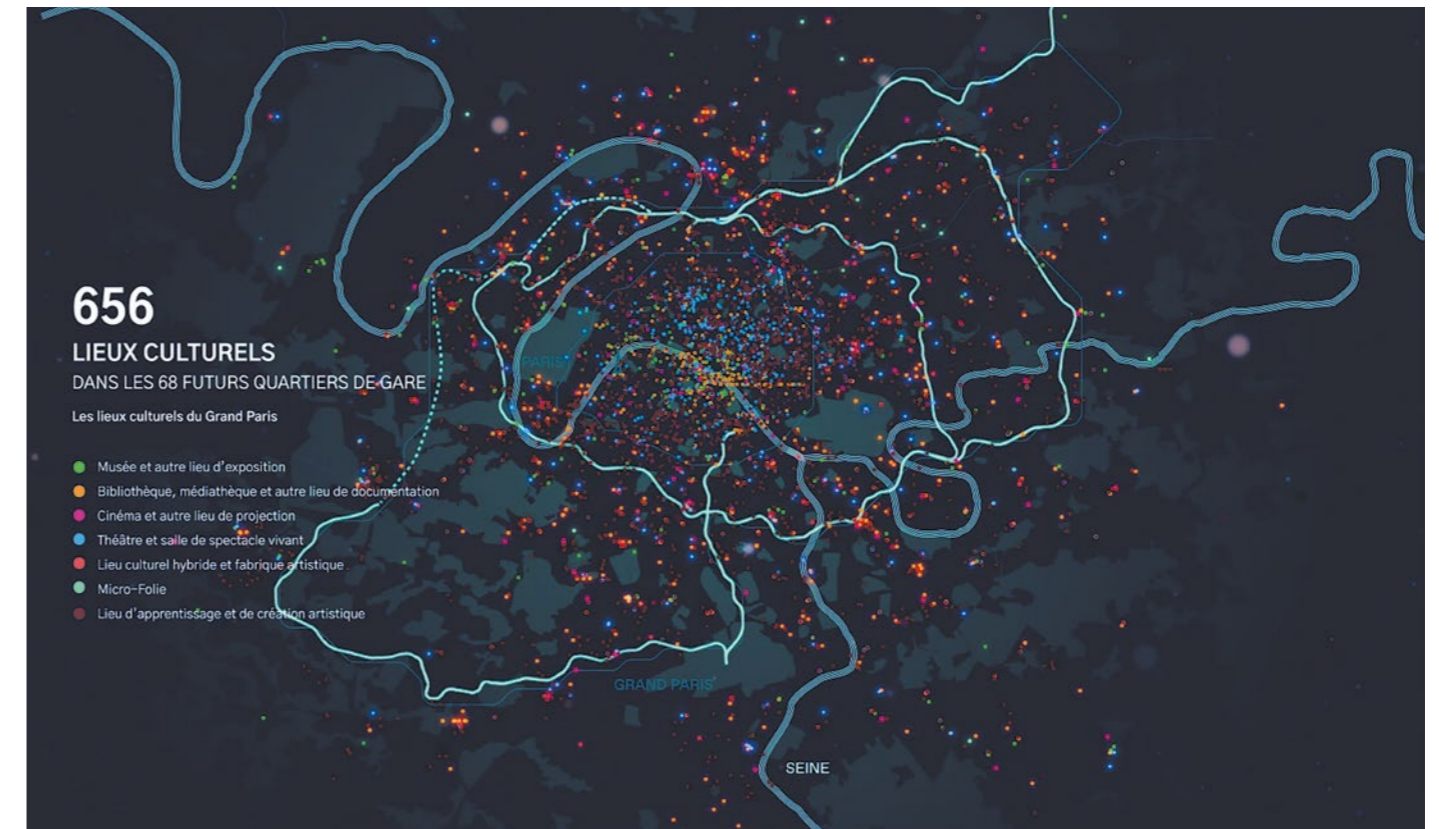 656
LIEUX CULTURELS
DANS LES 68 FUTURS QUARTIERS DE GARE
Les lieux culturels du Grand Paris
Musée et autre lieu d'exposition
Bibliothèque, médiathèque et autre lieu de documentation
Cinéma et autre lieu de projection
Théâtre et salle de spectacle vivant
Lieu culturel hybride et fabrique artistique
Micro-Folie
Lieu d'apprentissage et de création artistique
PARIS
GRAND PARIS
SEINE